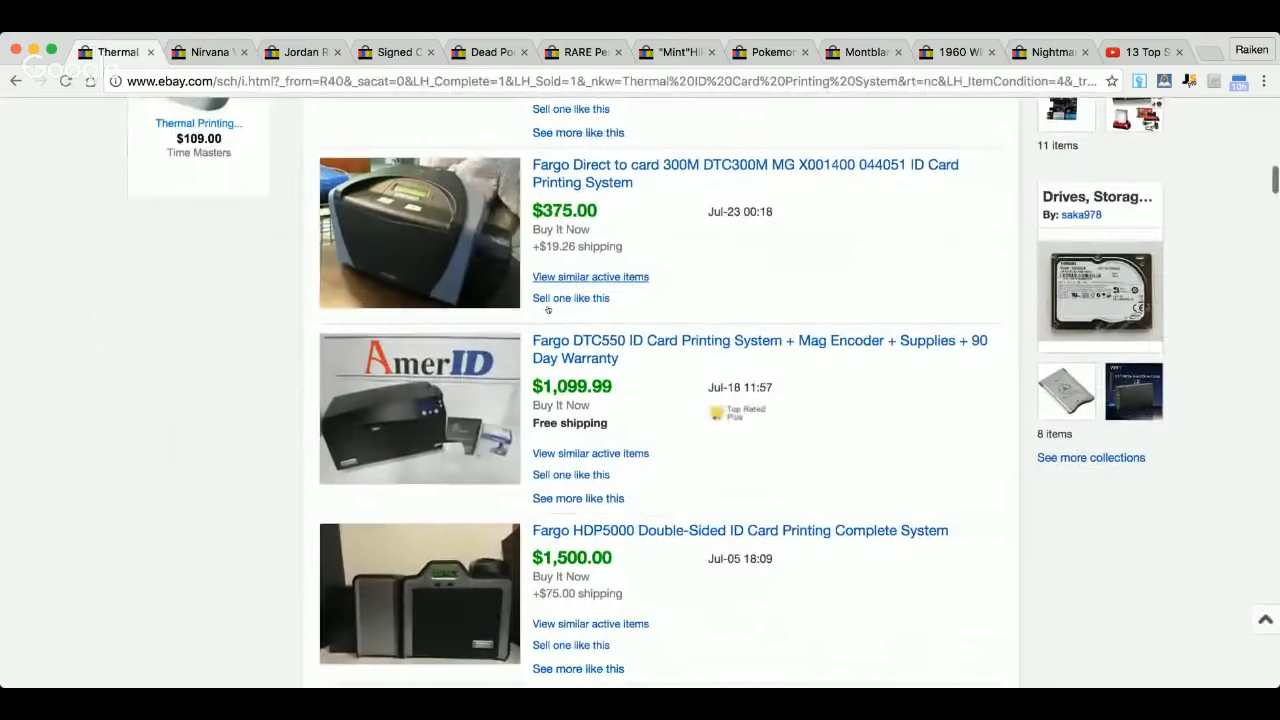 Thermal
Nirvana
Jordan R
Signed C
Dead Po
RARE Pe
"Mint"Hi
Pokemor
Montbla
1960 Wi
Nightma
13 Top S
Raiken
Google
www.ebay.com/sch/i.html?_from=R40&_sacat=0&LH_Complete=1&LH_Sold=1&_nkw=Thermal%20ID%20Card%20Printing%20System&rt=nc&LH_ItemCondition=4&_tr...
10h
Thermal Printing...
$109.00
Time Masters
Sell one like this
See more like this
Fargo Direct to card 300M DTC300M MG X001400 044051 ID Card
Printing System
$375.00
Jul-23 00:18
Buy It Now
+$19.26 shipping
View similar active items
Sell one like this
AmerID
Fargo DTC550 ID Card Printing System + Mag Encoder + Supplies + 90
Day Warranty
$1,099.99
Jul-18 11:57
Buy It Now
Top Rated
Plus
Free shipping
View similar active items
Sell one like this
See more like this
Fargo HDP5000 Double-Sided ID Card Printing Complete System
$1,500.00
Jul-05 18:09
Buy It Now
+$75.00 shipping
View similar active items
Sell one like this
See more like this
11 items
Drives, Storag...
By: saka978
8 items
See more collections